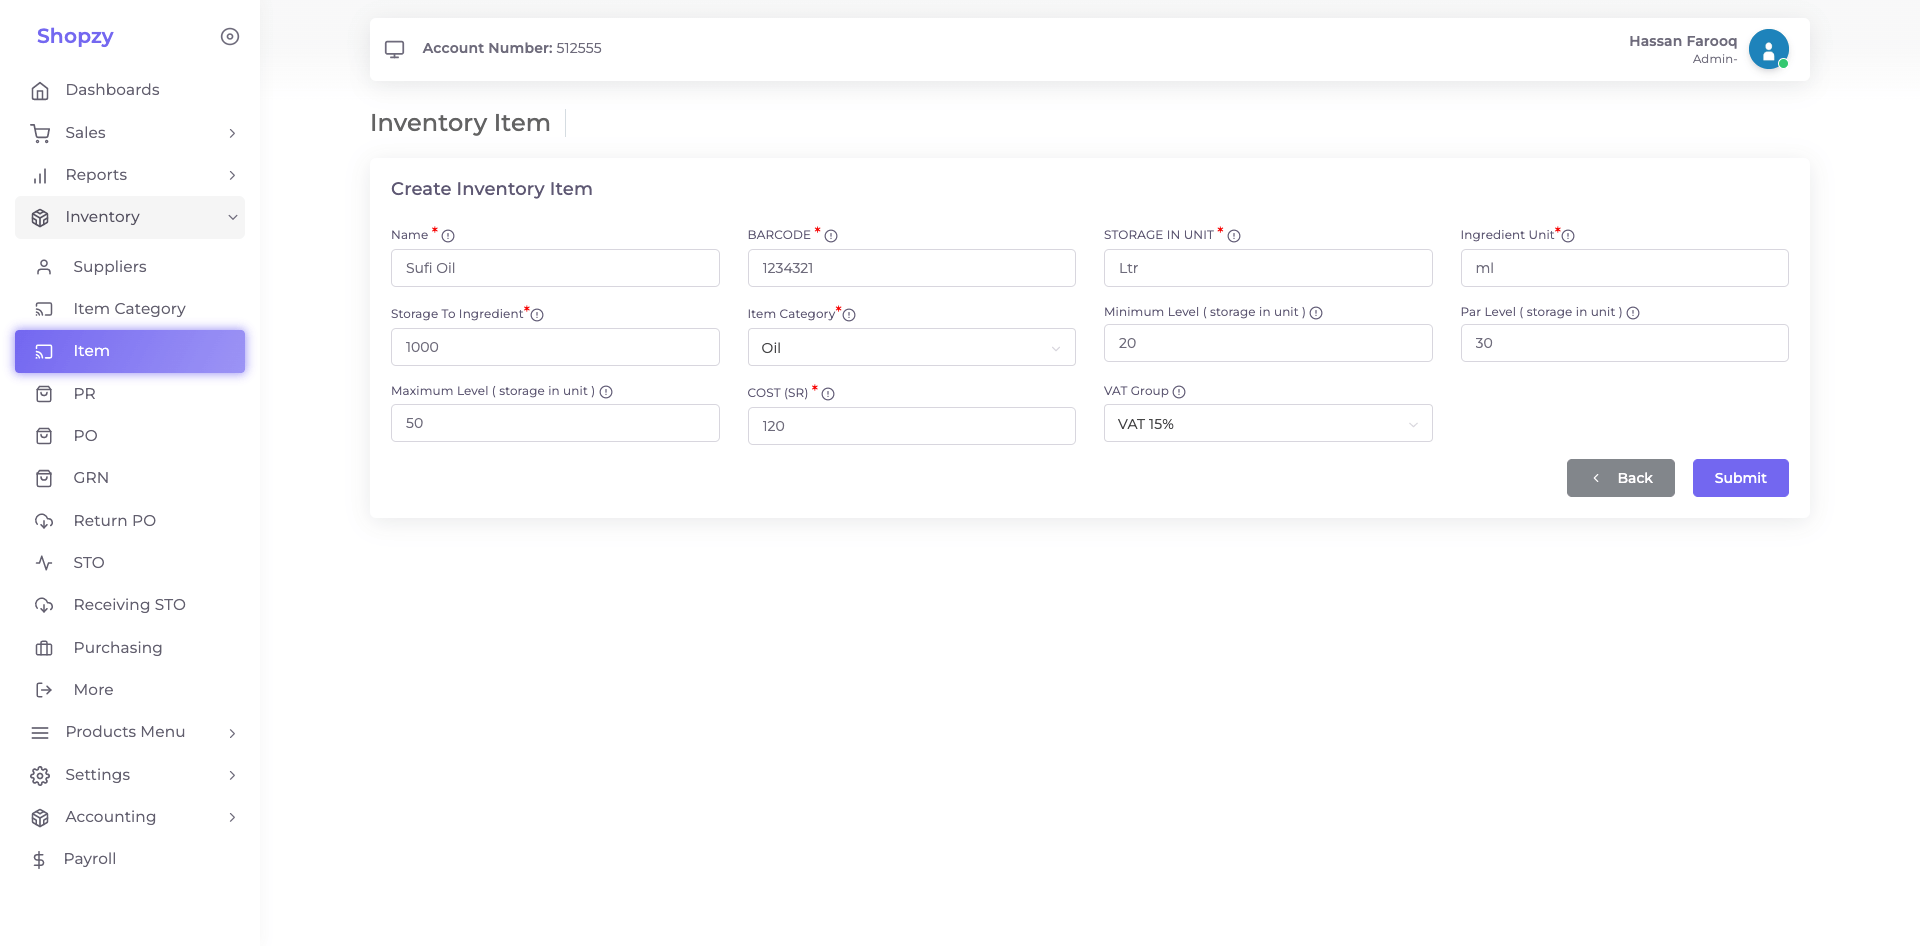 Shopzy
Dashboards
Sales
Reports
Inventory
Suppliers
Item Category
Item
PR
PO
GRN
Return PO
STO
Receiving STO
Purchasing
More
Products Menu
Settings
Accounting
Payroll
Account Number: 512555
Hassan Farooq
Admin-
Inventory Item
Create Inventory Item
Name *
Sufi Oil
BARCODE *
1234321
STORAGE IN UNIT *
Ltr
Ingredient Unit*
ml
Storage To Ingredient*
1000
Item Category*
Oil
Minimum Level ( storage in unit )
20
Par Level ( storage in unit )
30
Maximum Level ( storage in unit )
50
COST (SR) *
120
VAT Group
VAT 15%
Back
Submit